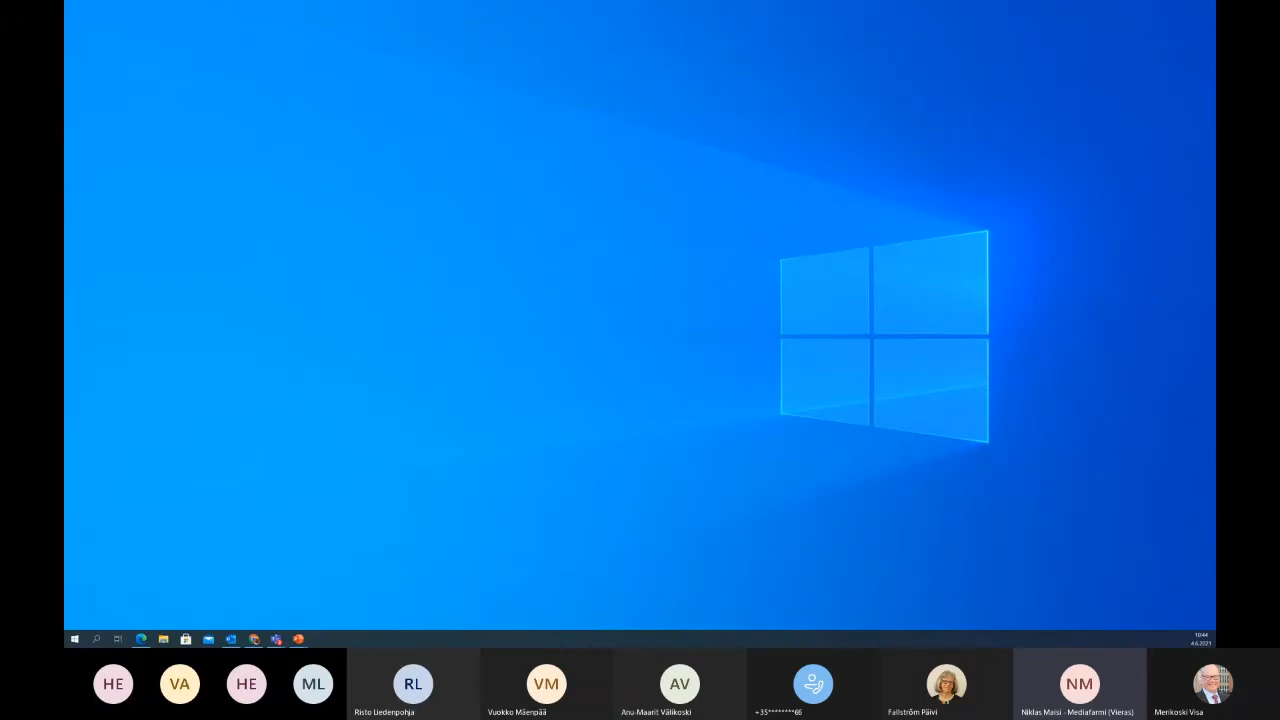 10:44
4.6.2021
HE
VA
HE
ML
RL
VM
AV
NM
Risto Liedenpohja
Vuokko Mäenpää
Anu-Maarit Välikoski
+35********66
Fallström Päivi
Niklas Maisi - Mediafarmi (Vieras)
Merikoski Visa